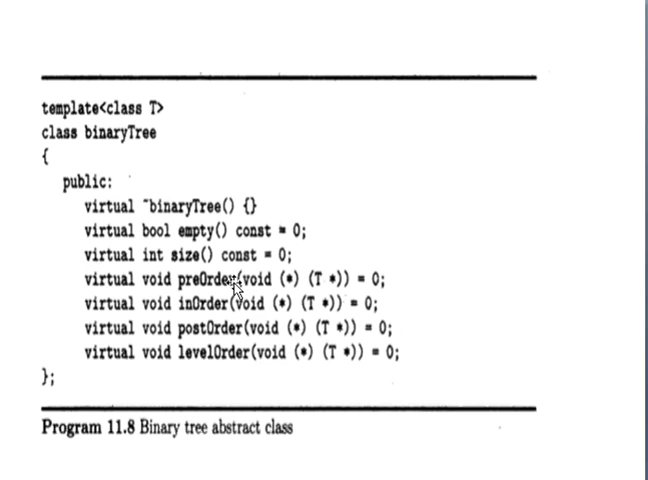 template<class T>
class binaryTree
{
public:
virtual ~binaryTree() {}
virtual bool empty() const = 0;
virtual int size() const = 0;
virtual void preOrder(void (*) (T *)) = 0;
virtual void inOrder(void (*) (T *)) = 0;
virtual void postOrder(void (*) (T *)) = 0;
virtual void levelOrder(void (*) (T *)) = 0;
};
Program 11.8 Binary tree abstract class